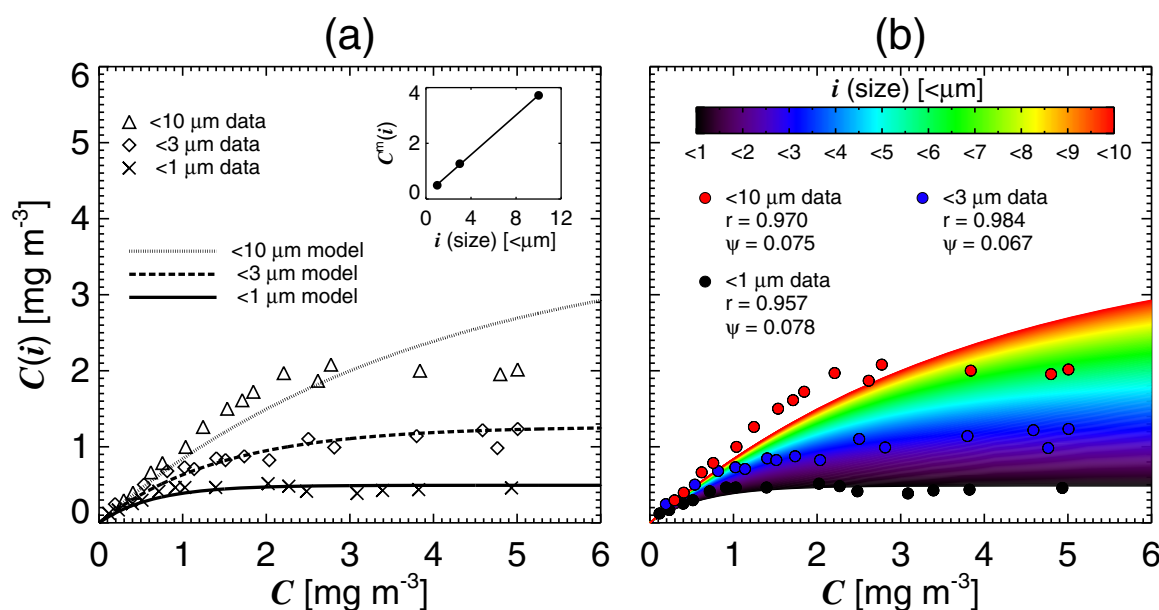 (a)
6
5
4
3
2
1
0
C(i) [mg m⁻³]
<10 μm data
<3 μm data
<1 μm data
<10 μm model
<3 μm model
<1 μm model
4
2
0
Cᵐ(i)
0 4 8 12
i (size) [<μm]
0 1 2 3 4 5 6
C [mg m⁻³]
(b)
i (size) [<μm]
<1 <2 <3 <4 <5 <6 <7 <8 <9 <10
<10 μm data
r = 0.970
ψ = 0.075
<3 μm data
r = 0.984
ψ = 0.067
<1 μm data
r = 0.957
ψ = 0.078
0 1 2 3 4 5 6
C [mg m⁻³]